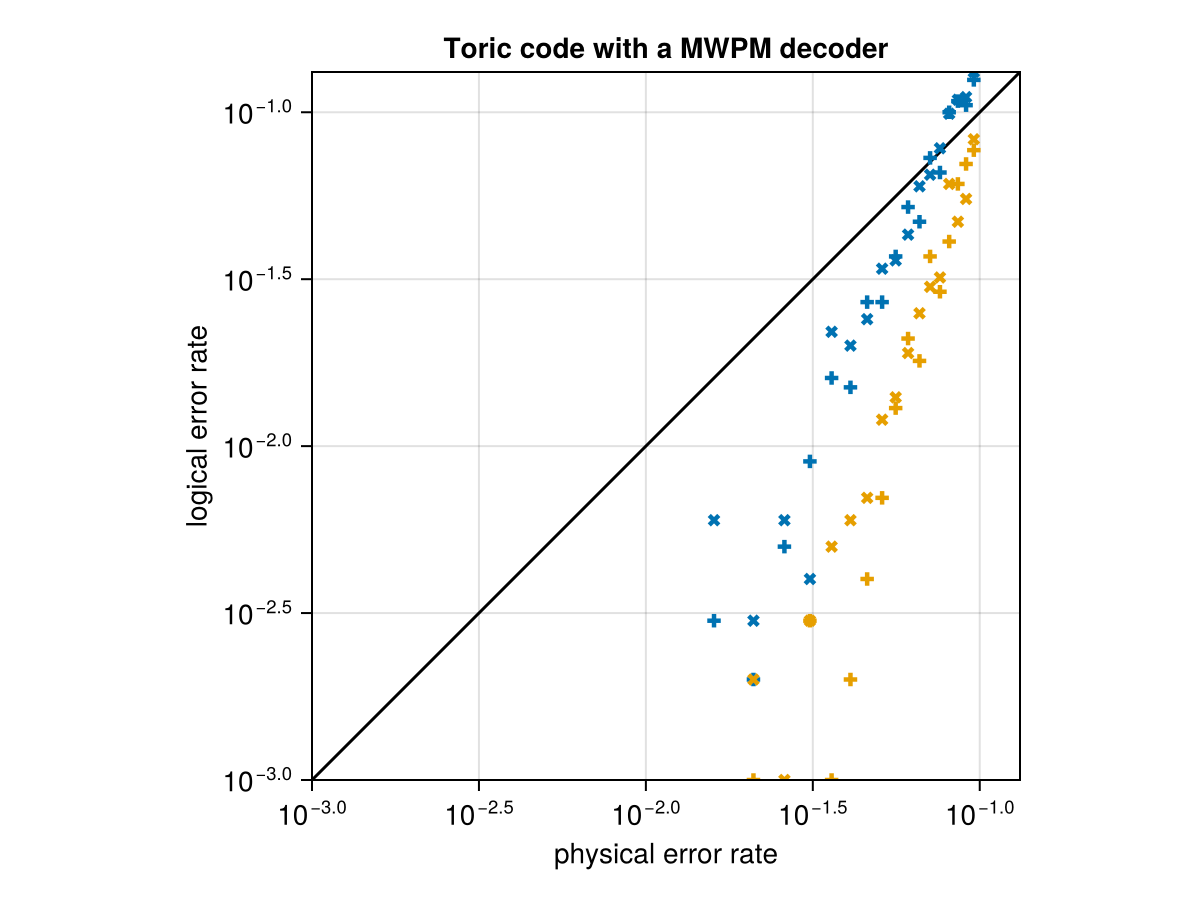 Toric code with a MWPM decoder
logical error rate
10^−1.0
10^−1.5
10^−2.0
10^−2.5
10^−3.0
10^−3.0 10^−2.5 10^−2.0 10^−1.5 10^−1.0
physical error rate